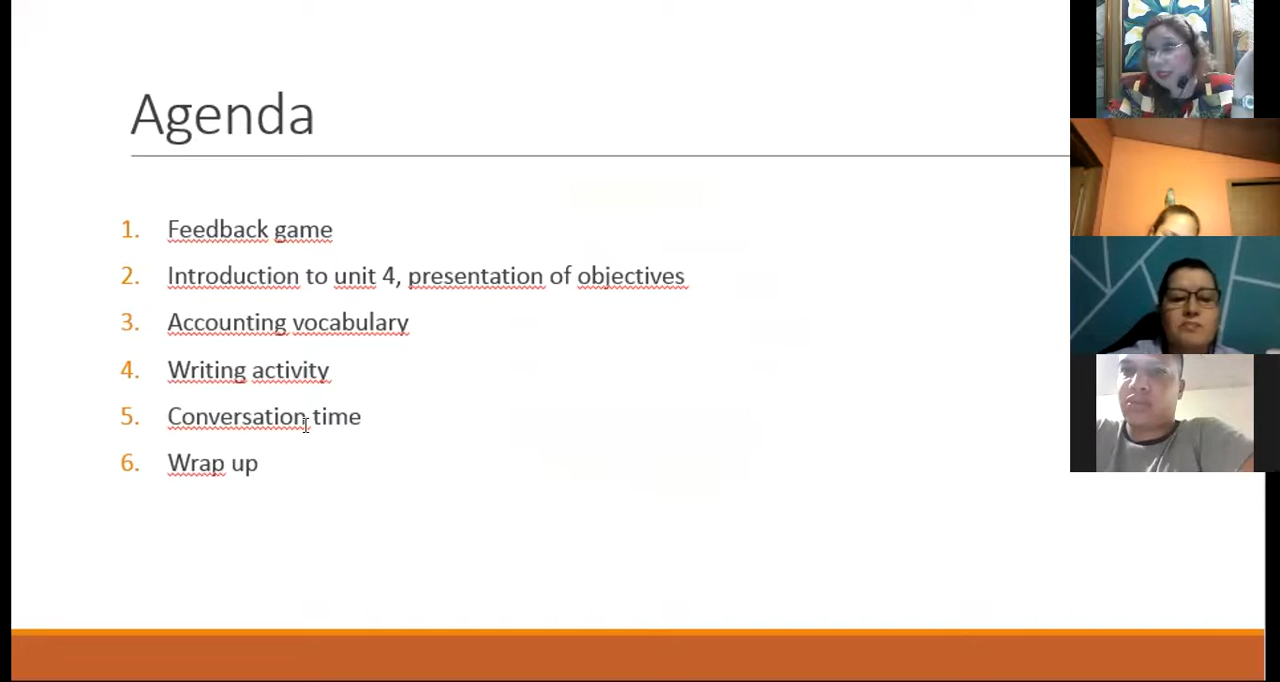 Agenda
1. Feedback game
2. Introduction to unit 4, presentation of objectives
3. Accounting vocabulary
4. Writing activity
5. Conversation time
6. Wrap up